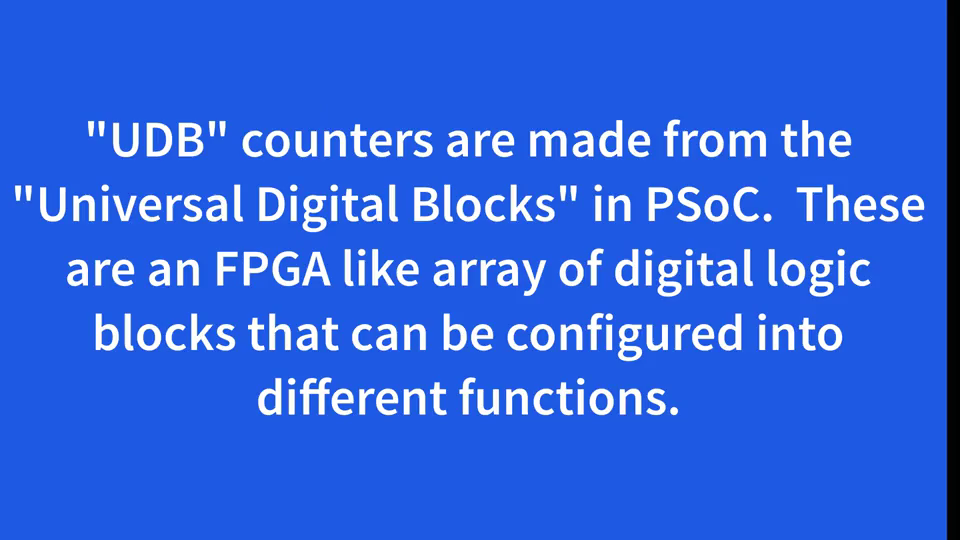 "UDB" counters are made from the
"Universal Digital Blocks" in PSoC.  These
are an FPGA like array of digital logic
blocks that can be configured into
different functions.